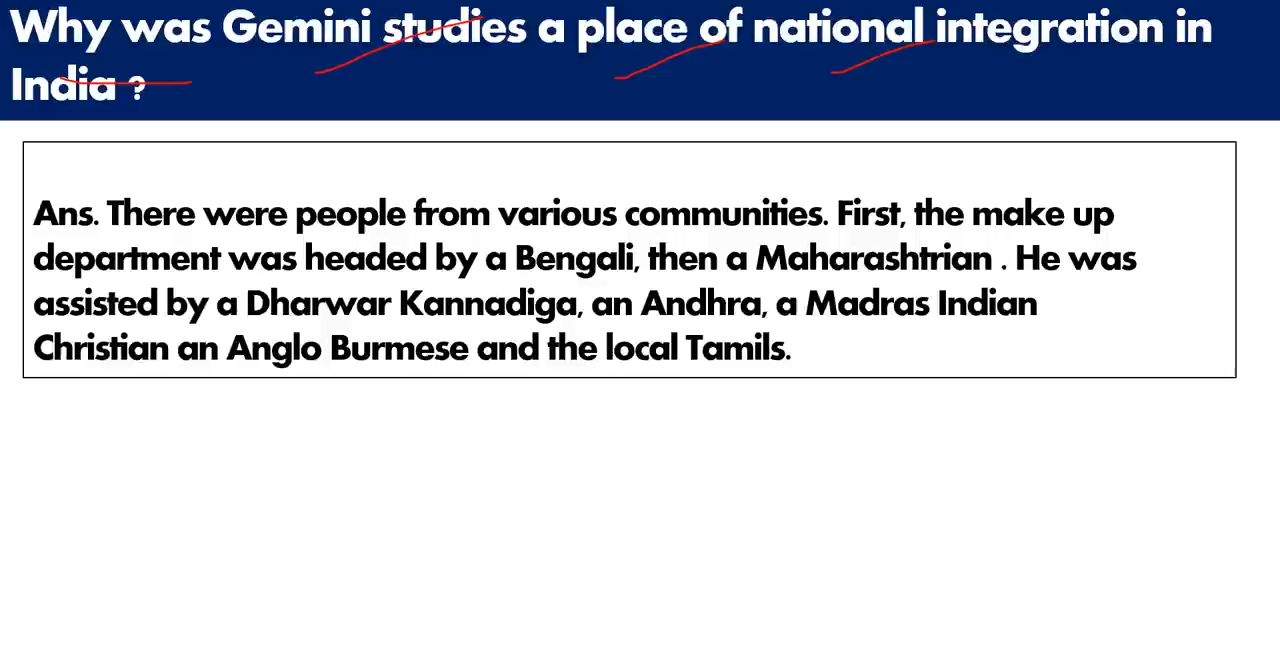 Why was Gemini studies a place of national integration in
India ?
Ans. There were people from various communities. First, the make up
department was headed by a Bengali, then a Maharashtrian . He was
assisted by a Dharwar Kannadiga, an Andhra, a Madras Indian
Christian an Anglo Burmese and the local Tamils.